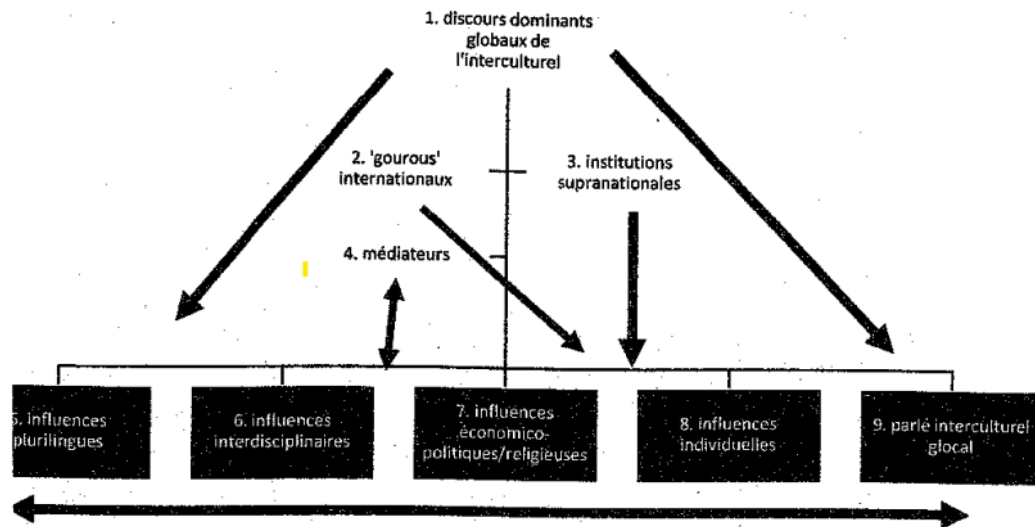 1. discours dominants
globaux de
l'interculturel
2. 'gourous'
internationaux
3. institutions
supranationales
4. médiateurs
5. influences
plurilingues
6. influences
interdisciplinaires
7. influences
économico-
politiques/religieuses
8. influences
individuelles
9. parlé interculturel
glocal